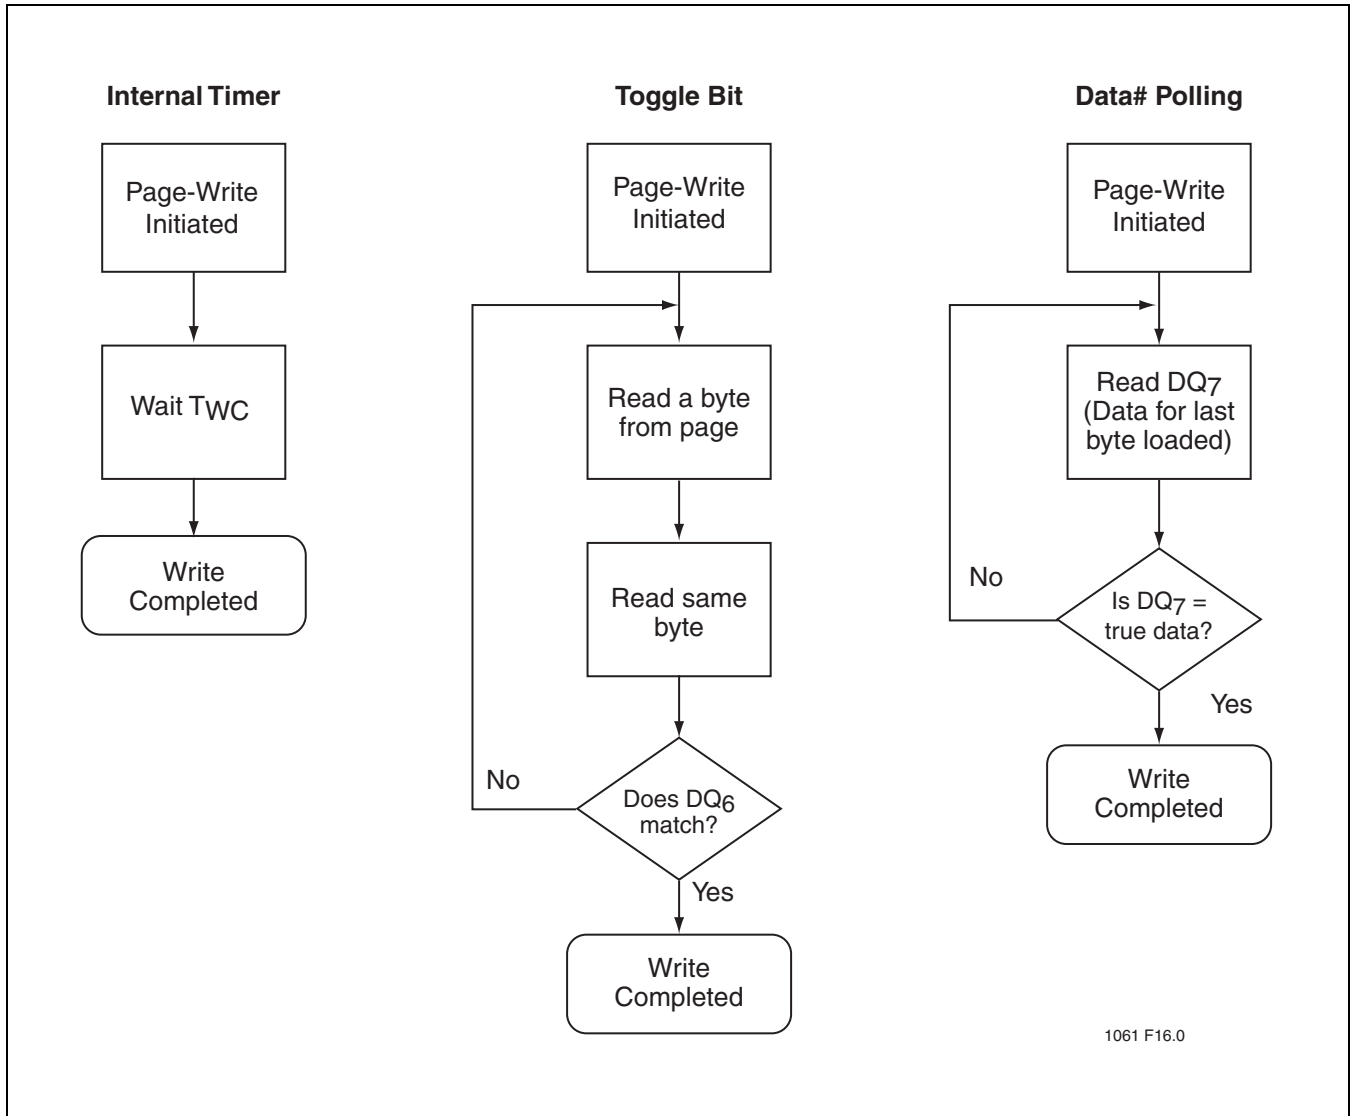 Internal Timer
Page-Write
Initiated
Wait TWC
Write
Completed
Toggle Bit
Page-Write
Initiated
Read a byte
from page
Read same
byte
Does DQ6
match?
No
Yes
Write
Completed
Data# Polling
Page-Write
Initiated
Read DQ7
(Data for last
byte loaded)
Is DQ7 =
true data?
No
Yes
Write
Completed
1061 F16.0